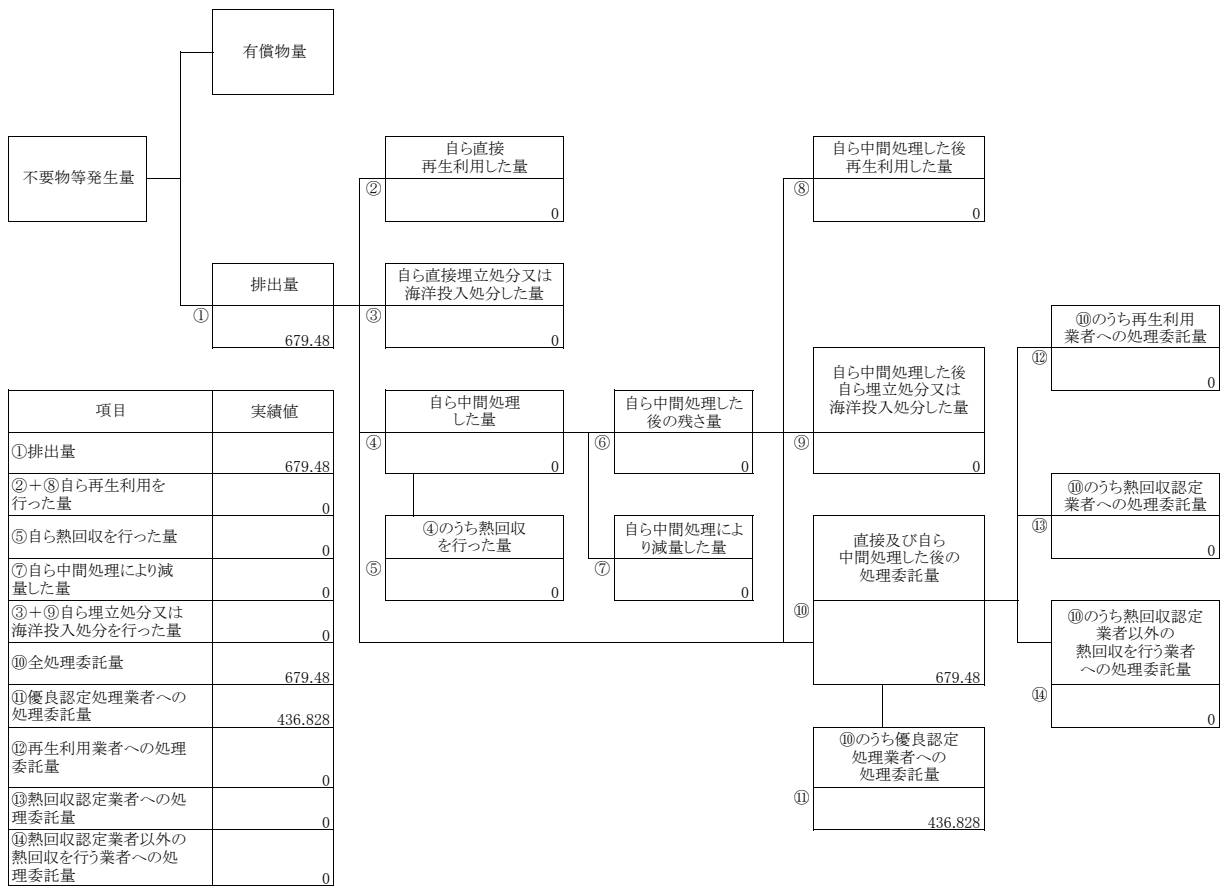 有償物量
不要物等発生量
自ら直接
再生利用した量
②
0
自ら中間処理した後
再生利用した量
⑧
0
排出量
①
679.48
自ら直接埋立処分又は
海洋投入処分した量
③
0
⑩のうち再生利用
業者への処理委託量
⑫
0
自ら中間処理
した量
④
0
自ら中間処理した
後の残さ量
⑥
0
自ら中間処理した後
自ら埋立処分又は
海洋投入処分した量
⑨
0
⑩のうち熱回収認定
業者への処理委託量
⑬
0
④のうち熱回収
を行った量
⑤
0
自ら中間処理によ
り減量した量
⑦
0
直接及び自ら
中間処理した後の
処理委託量
⑩
679.48
⑩のうち熱回収認定
業者以外の
熱回収を行う業者
への処理委託量
⑭
0
⑩のうち優良認定
処理業者への
処理委託量
⑪
436.828
項目 実績値
①排出量
679.48
②+⑧自ら再生利用を
行った量
0
⑤自ら熱回収を行った量
0
⑦自ら中間処理により減
量した量
0
③+⑨自ら埋立処分又は
海洋投入処分を行った量
0
⑩全処理委託量
679.48
⑪優良認定処理業者への
処理委託量
436.828
⑫再生利用業者への処理
委託量
0
⑬熱回収認定業者への処
理委託量
0
⑭熱回収認定業者以外の
熱回収を行う業者への処
理委託量
0